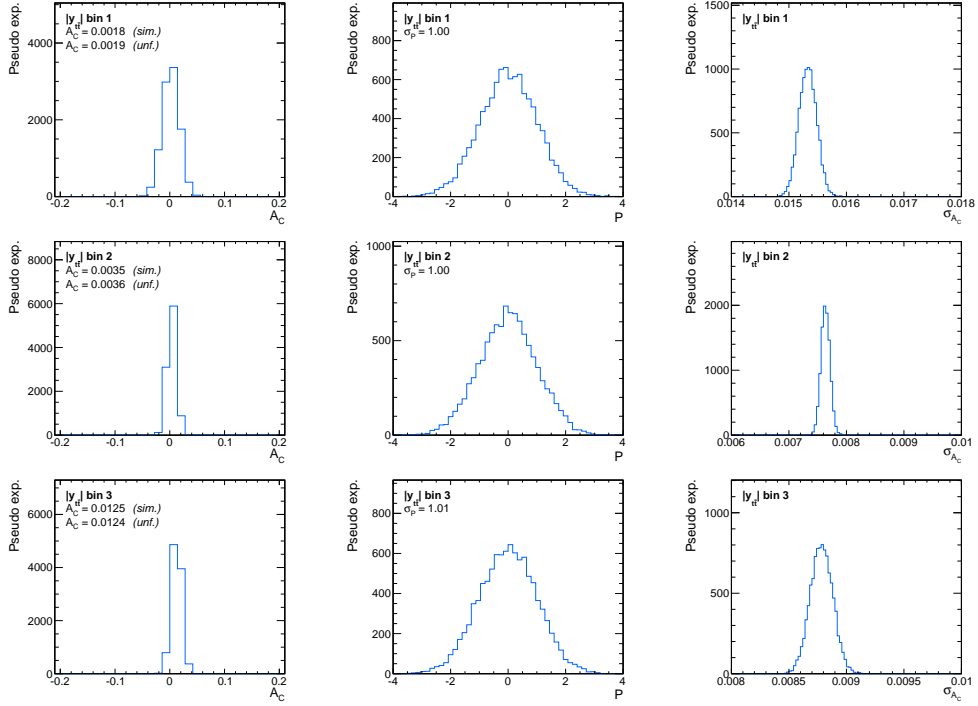 Pseudo exp.
|y_tt̄| bin 1
A_C = 0.0018 (sim.)
A_C = 0.0019 (unf.)
4000
2000
0
-0.2 -0.1 0 0.1 0.2
A_C
Pseudo exp.
|y_tt̄| bin 1
σ_P = 1.00
800
600
400
200
0
-4 -2 0 2 4
P
Pseudo exp.
|y_tt̄| bin 1
1500
1000
500
0
0.014 0.015 0.016 0.017 0.018
σ_A_C
Pseudo exp.
|y_tt̄| bin 2
A_C = 0.0035 (sim.)
A_C = 0.0036 (unf.)
8000
6000
4000
2000
0
-0.2 -0.1 0 0.1 0.2
A_C
Pseudo exp.
|y_tt̄| bin 2
σ_P = 1.00
1000
500
0
-4 -2 0 2 4
P
Pseudo exp.
|y_tt̄| bin 2
2000
1000
0
0.006 0.007 0.008 0.009 0.01
σ_A_C
Pseudo exp.
|y_tt̄| bin 3
A_C = 0.0125 (sim.)
A_C = 0.0124 (unf.)
6000
4000
2000
0
-0.2 -0.1 0 0.1 0.2
A_C
Pseudo exp.
|y_tt̄| bin 3
σ_P = 1.01
800
600
400
200
0
-4 -2 0 2 4
P
Pseudo exp.
|y_tt̄| bin 3
1000
500
0
0.008 0.0085 0.009 0.0095 0.01
σ_A_C